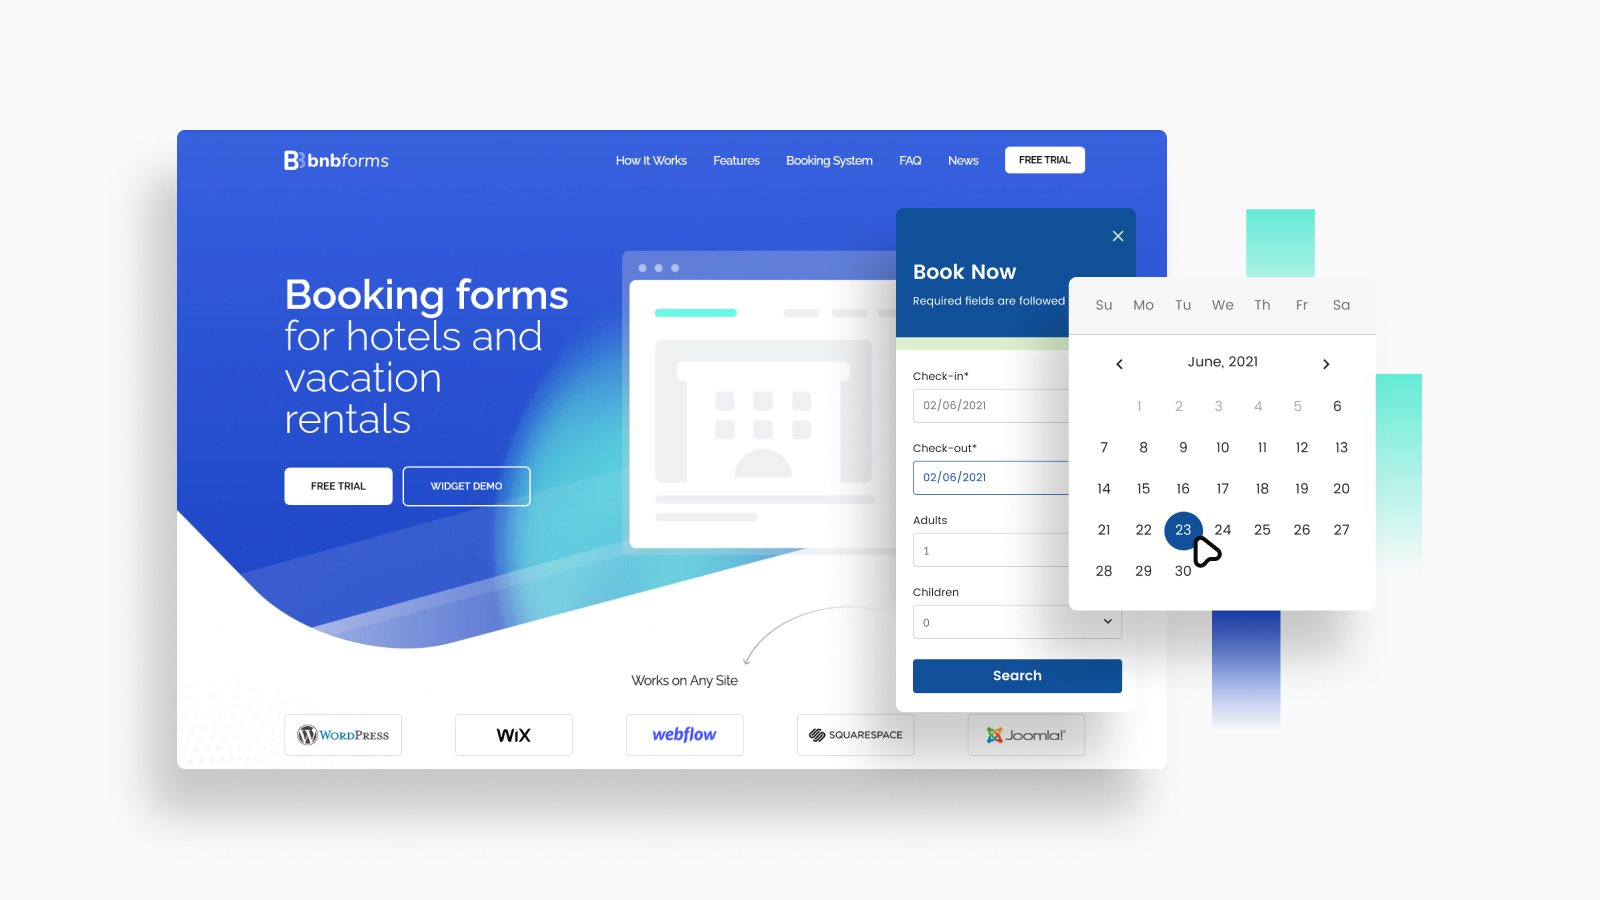 bnbforms
How It Works
Features
Booking System
FAQ
News
FREE TRIAL
Booking forms
for hotels and
vacation
rentals
FREE TRIAL
WIDGET DEMO
Book Now
Required fields are followed
Check-in*
02/06/2021
Check-out*
02/06/2021
Adults
1
Children
0
Search
Su Mo Tu We Th Fr Sa
June, 2021
1 2 3 4 5 6
7 8 9 10 11 12 13
14 15 16 17 18 19 20
21 22 23 24 25 26 27
28 29 30
Works on Any Site
WORDPRESS
WiX
webflow
SQUARESPACE
Joomla!